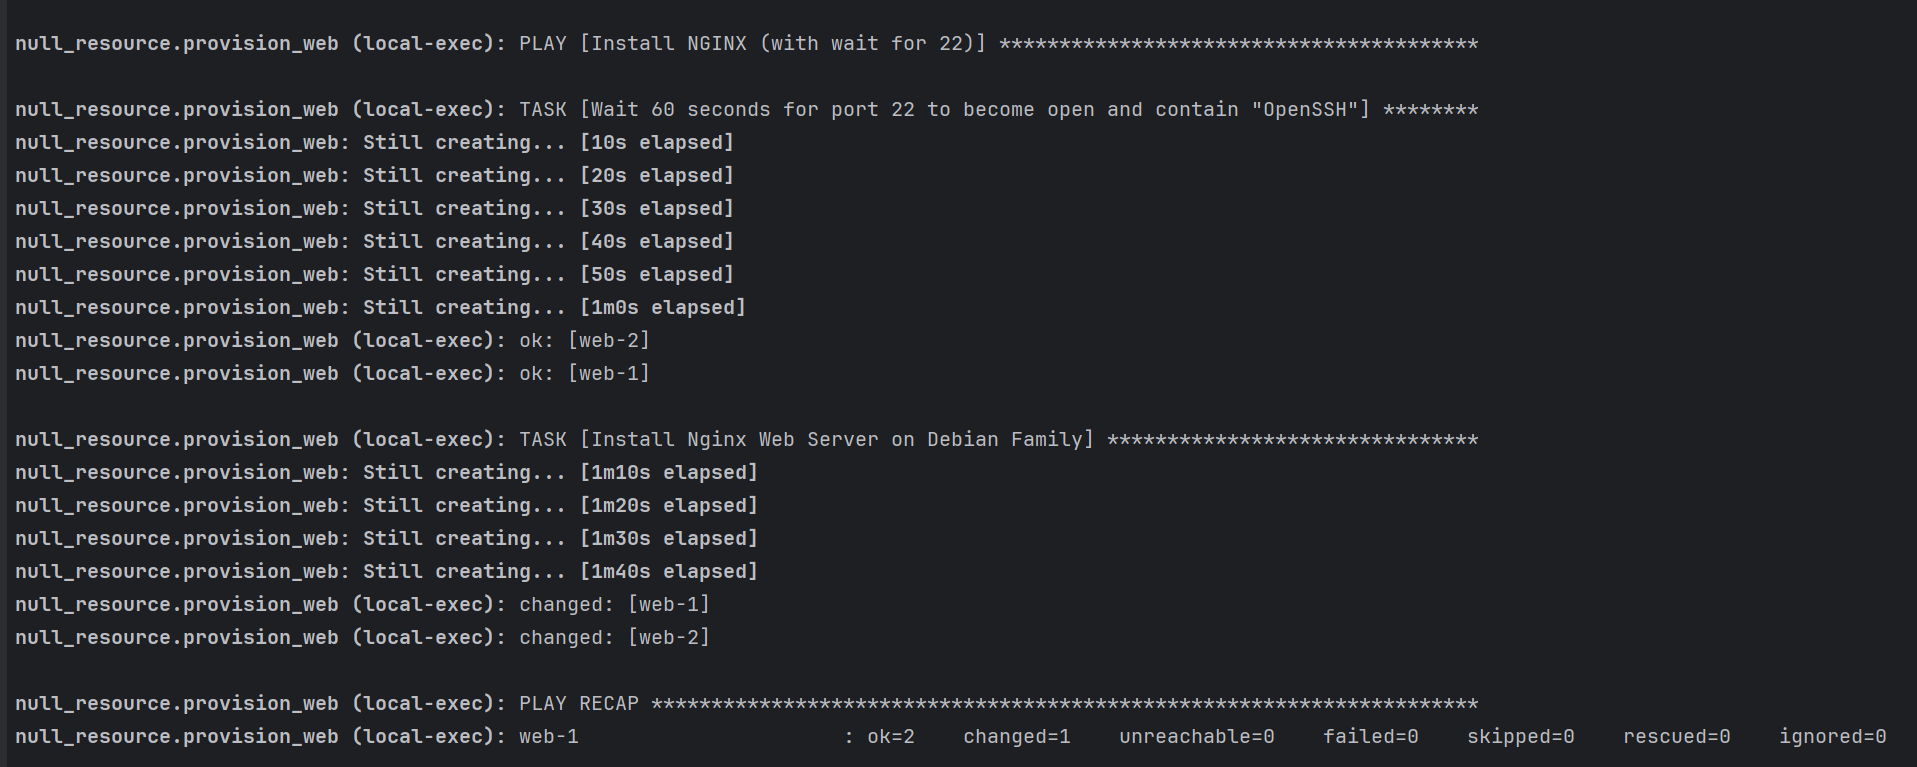 null_resource.provision_web (local-exec): PLAY [Install NGINX (with wait for 22)] ****************************************
null_resource.provision_web (local-exec): TASK [Wait 60 seconds for port 22 to become open and contain "OpenSSH"] ********
null_resource.provision_web: Still creating... [10s elapsed]
null_resource.provision_web: Still creating... [20s elapsed]
null_resource.provision_web: Still creating... [30s elapsed]
null_resource.provision_web: Still creating... [40s elapsed]
null_resource.provision_web: Still creating... [50s elapsed]
null_resource.provision_web: Still creating... [1m0s elapsed]
null_resource.provision_web (local-exec): ok: [web-2]
null_resource.provision_web (local-exec): ok: [web-1]
null_resource.provision_web (local-exec): TASK [Install Nginx Web Server on Debian Family] *******************************
null_resource.provision_web: Still creating... [1m10s elapsed]
null_resource.provision_web: Still creating... [1m20s elapsed]
null_resource.provision_web: Still creating... [1m30s elapsed]
null_resource.provision_web: Still creating... [1m40s elapsed]
null_resource.provision_web (local-exec): changed: [web-1]
null_resource.provision_web (local-exec): changed: [web-2]
null_resource.provision_web (local-exec): PLAY RECAP *********************************************************************
null_resource.provision_web (local-exec): web-1                      : ok=2    changed=1    unreachable=0    failed=0    skipped=0    rescued=0    ignored=0